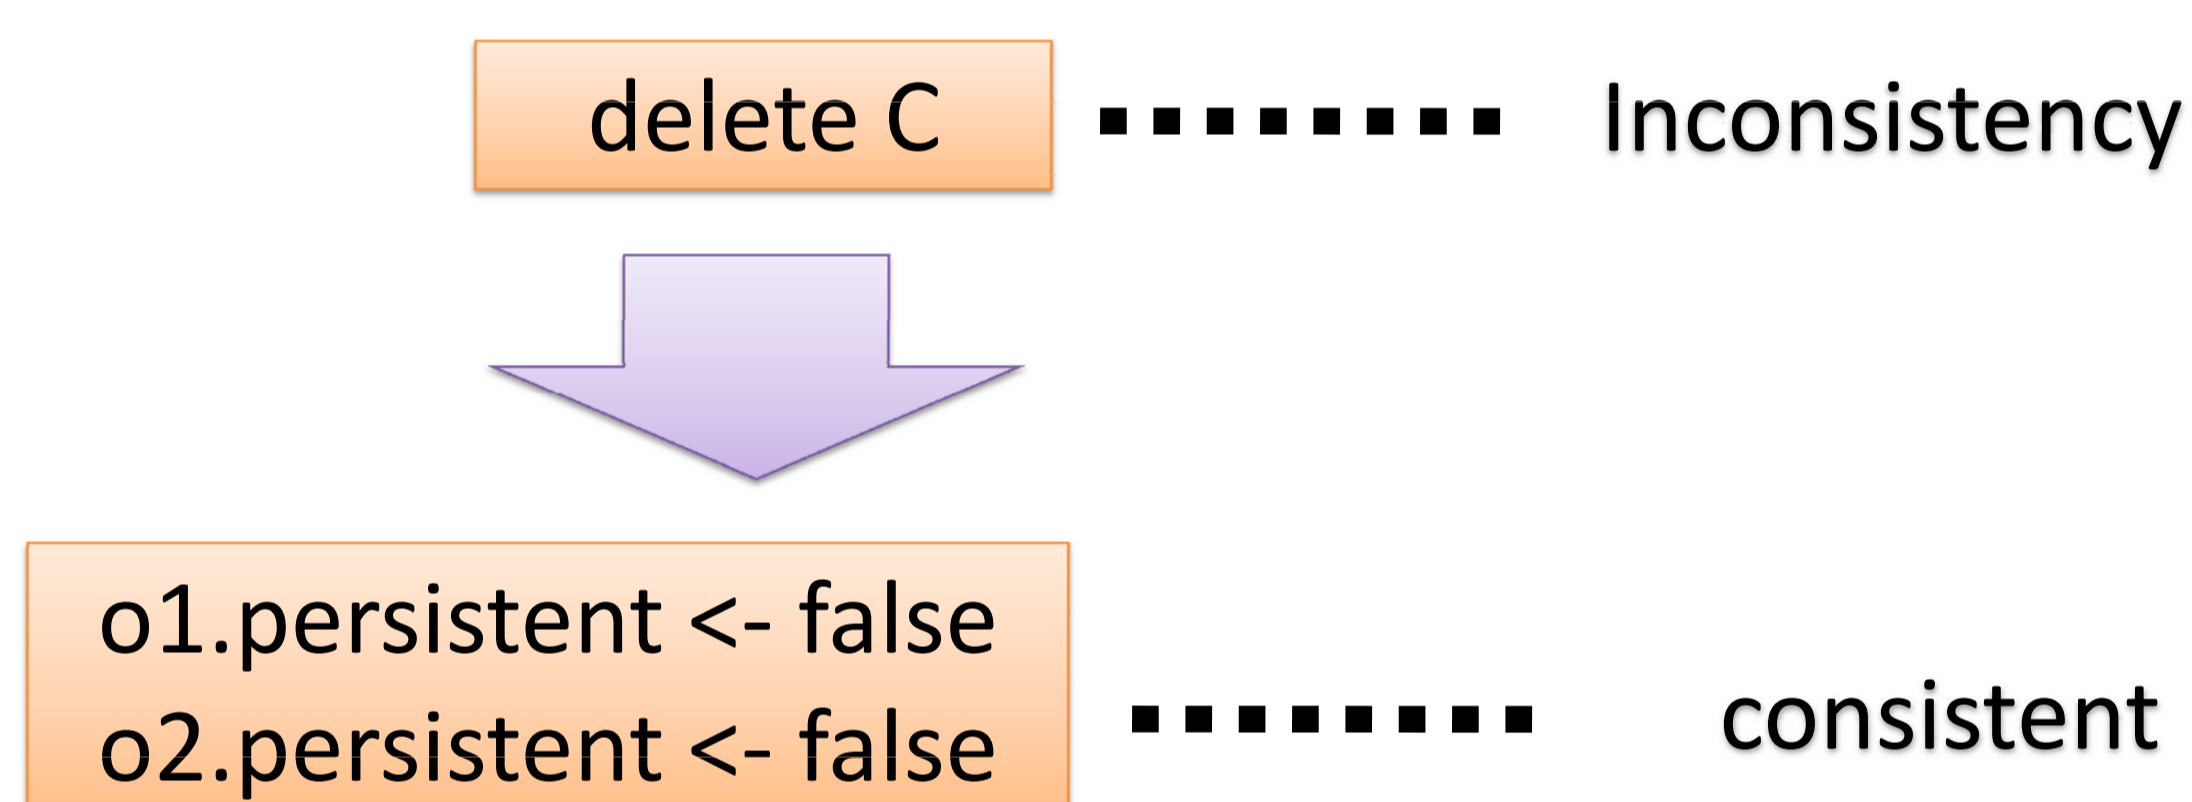 delete C
Inconsistency
o1.persistent <- false
o2.persistent <- false
consistent